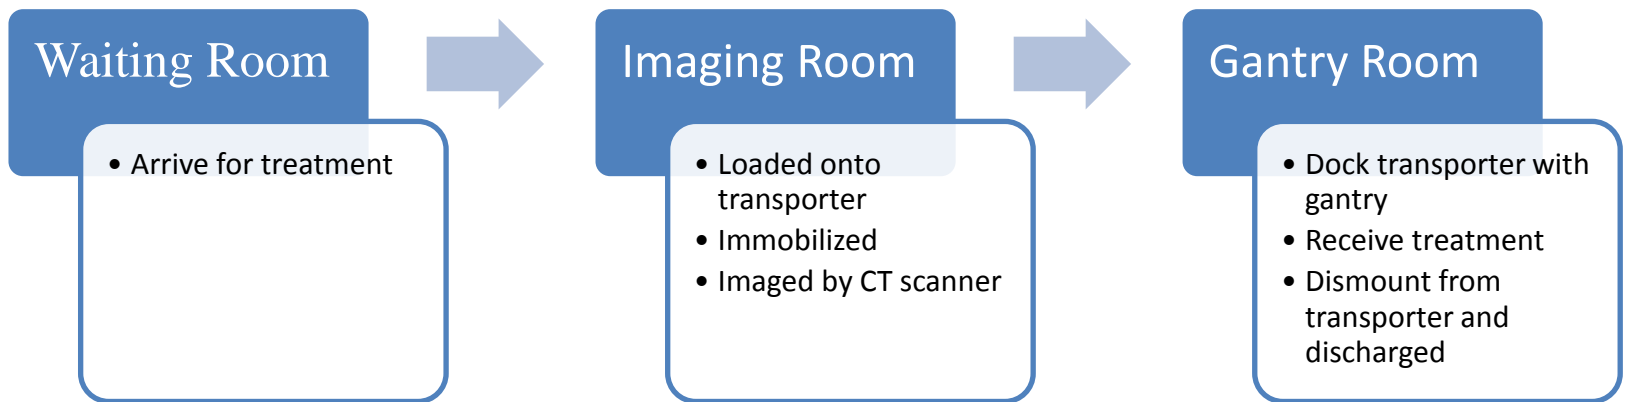 Waiting Room
• Arrive for treatment
Imaging Room
• Loaded onto
transporter
• Immobilized
• Imaged by CT scanner
Gantry Room
• Dock transporter with
gantry
• Receive treatment
• Dismount from
transporter and
discharged